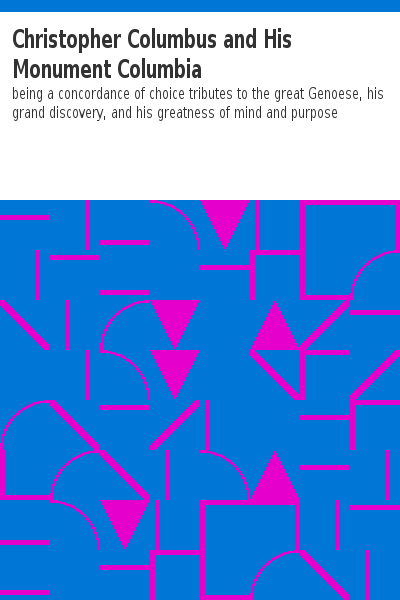 Christopher Columbus and His
Monument Columbia
being a concordance of choice tributes to the great Genoese, his
grand discovery, and his greatness of mind and purpose